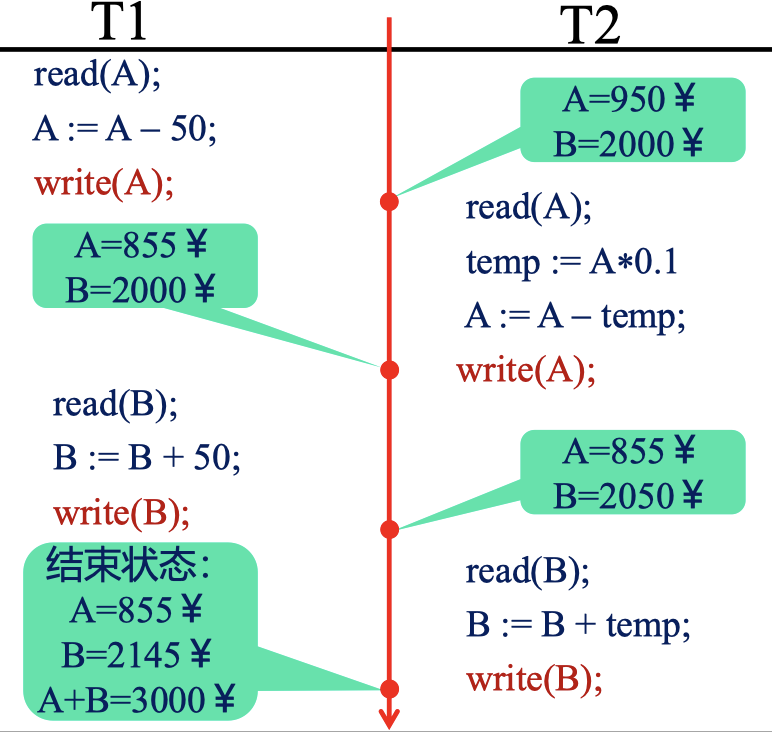 T1
T2
read(A);
A := A – 50;
write(A);
A=950 ¥
B=2000 ¥
read(A);
temp := A*0.1
A := A – temp;
write(A);
A=855 ¥
B=2000 ¥
read(B);
B := B + 50;
write(B);
A=855 ¥
B=2050 ¥
read(B);
B := B + temp;
write(B);
结束状态:
A=855 ¥
B=2145 ¥
A+B=3000 ¥